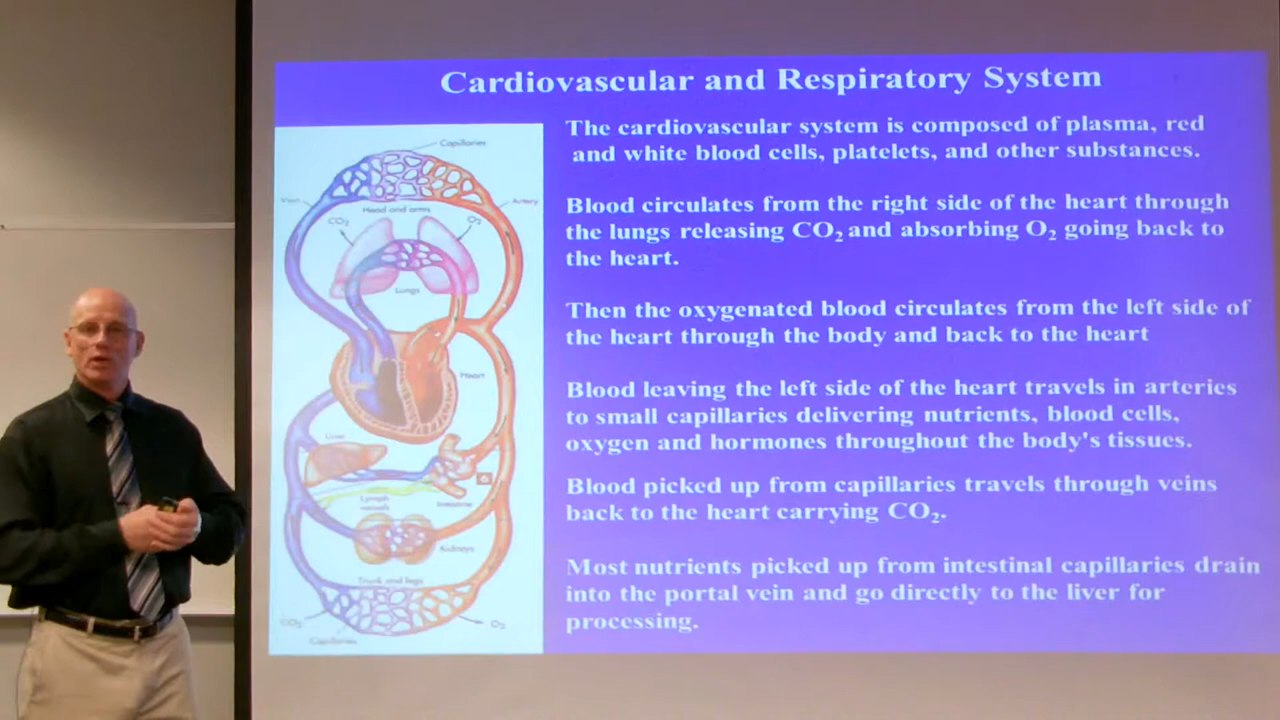 Cardiovascular and Respiratory System
The cardiovascular system is composed of plasma, red
and white blood cells, platelets, and other substances.
Blood circulates from the right side of the heart through
the lungs releasing CO₂ and absorbing O₂ going back to
the heart.
Then the oxygenated blood circulates from the left side of
the heart through the body and back to the heart
Blood leaving the left side of the heart travels in arteries
to small capillaries delivering nutrients, blood cells,
oxygen and hormones throughout the body's tissues.
Blood picked up from capillaries travels through veins
back to the heart carrying CO₂.
Most nutrients picked up from intestinal capillaries drain
into the portal vein and go directly to the liver for
processing.
Capillaries
Vein
Artery
Head and arms
CO₂
O₂
Lungs
Heart
Liver
Lymph
vessels
Intestine
Kidneys
Trunk and legs
CO₂
O₂
Capillaries